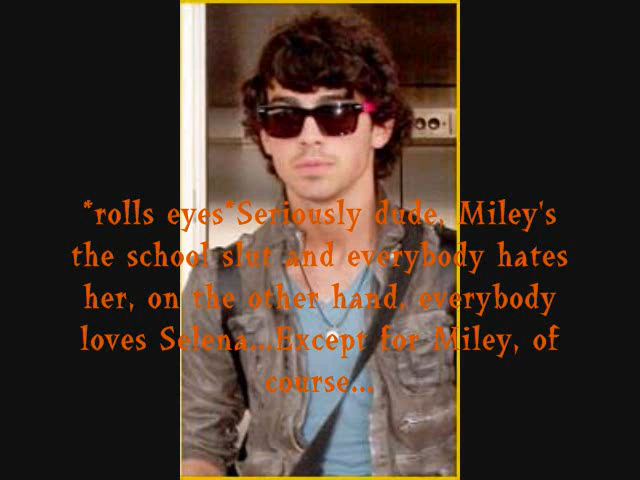 *rolls eyes*Seriously dude, Miley's
the school slut and everybody hates
her, on the other hand, everybody
loves Selena...Except for Miley, of
course...